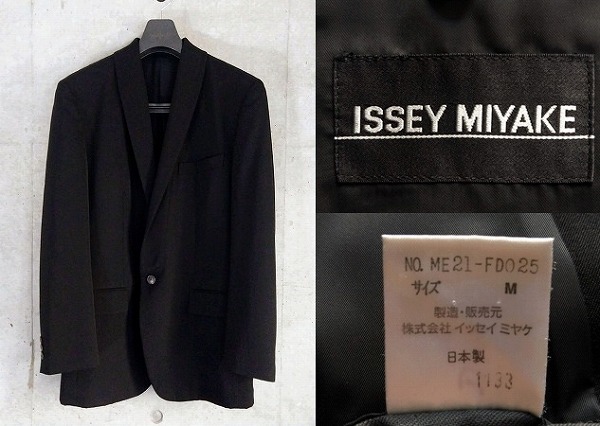 ISSEY MIYAKE
NO. ME21-FD025
サイズ M
製造・販売元
株式会社 イッセイ ミヤケ
日本製
1133